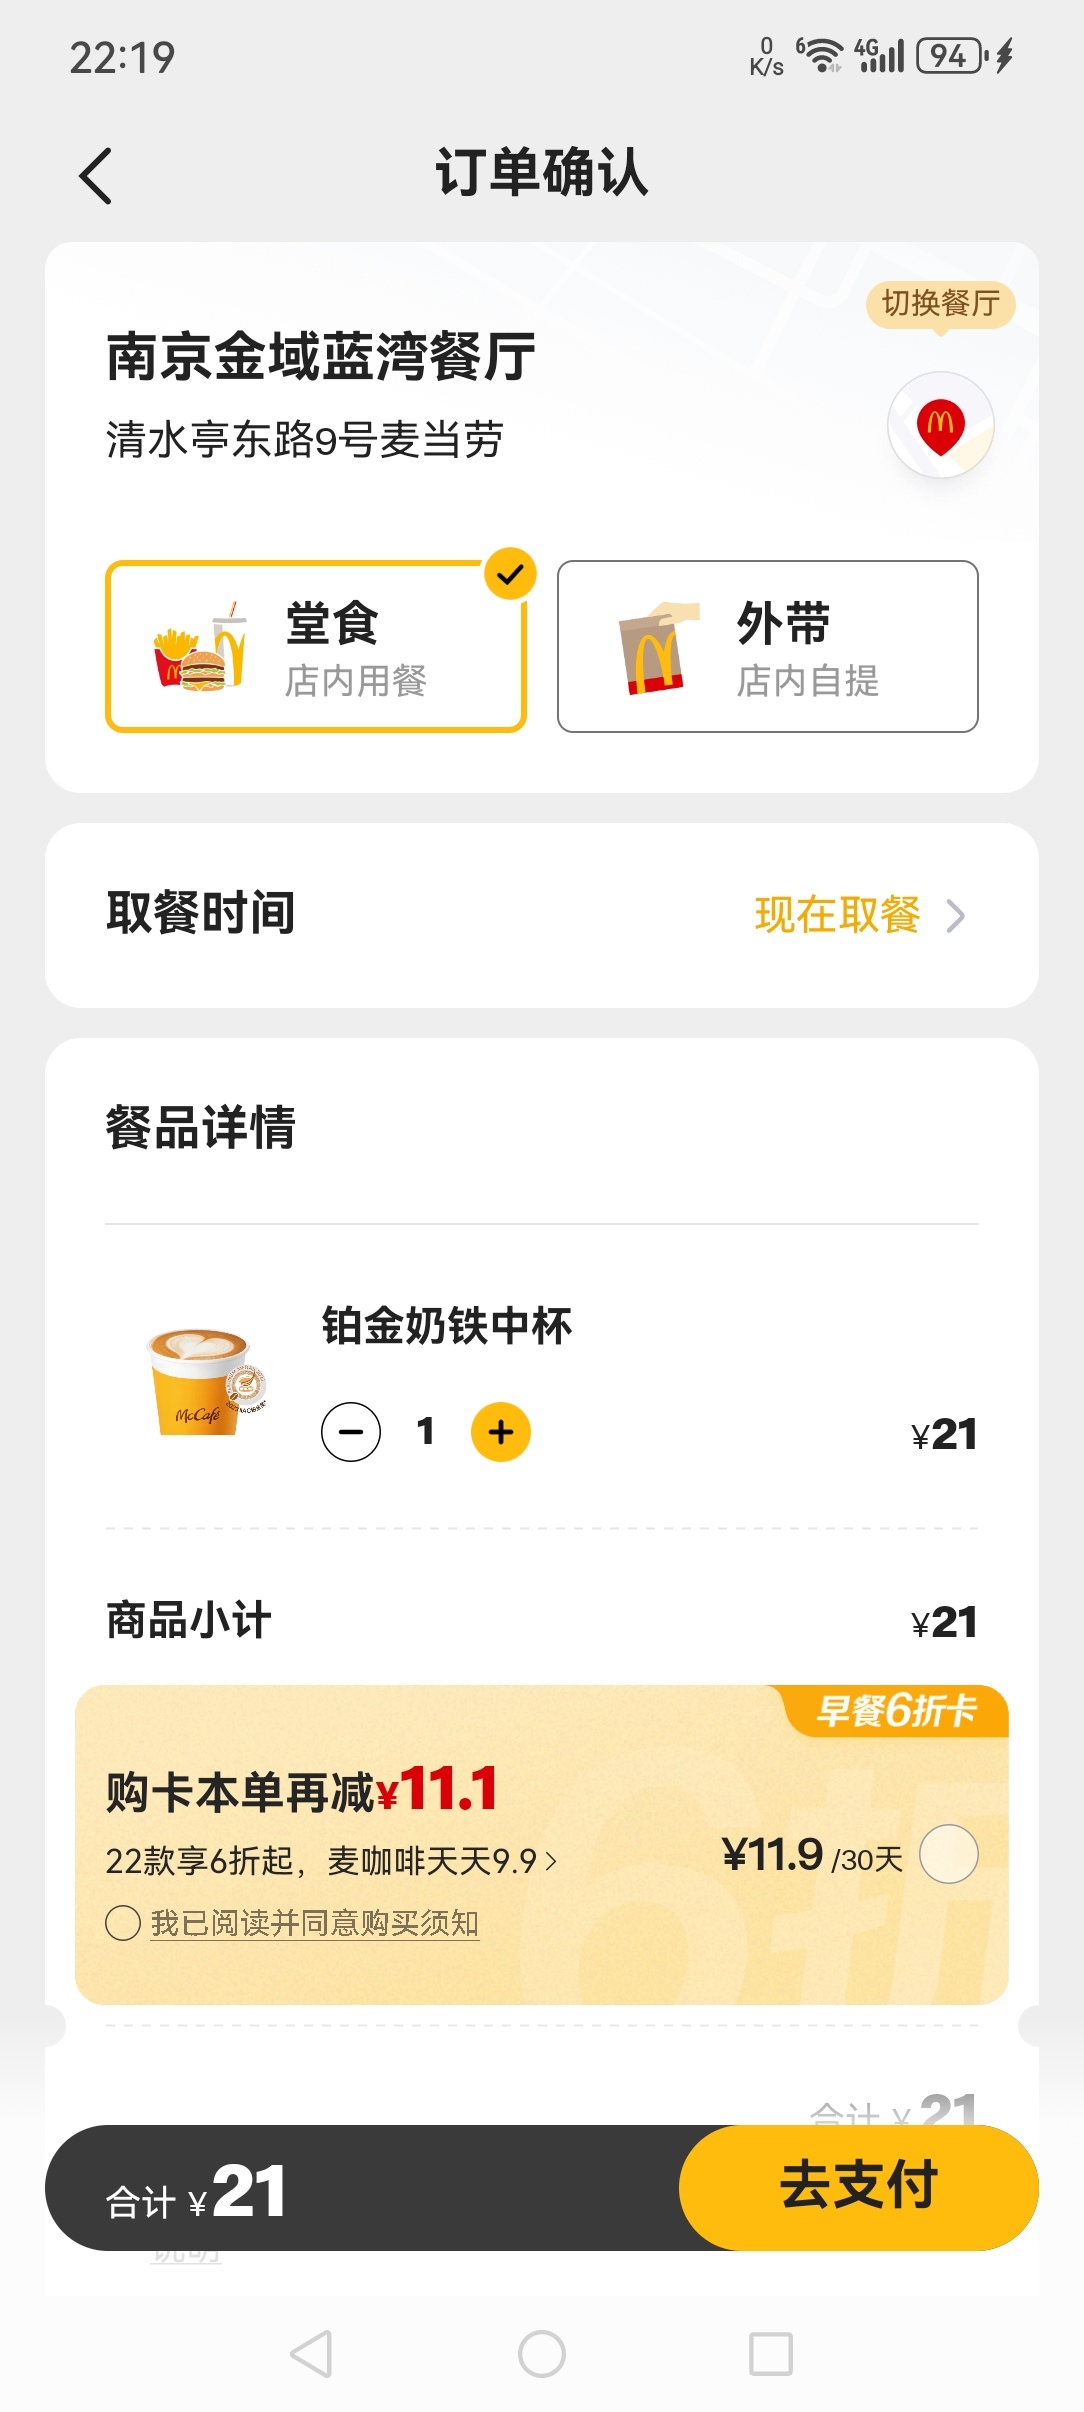 22:19
0 K/s 6 4G 94
订单确认
切换餐厅
南京金域蓝湾餐厅
清水亭东路9号麦当劳
堂食
店内用餐
外带
店内自提
取餐时间
现在取餐
餐品详情
铂金奶铁中杯
McCafé
1
¥21
商品小计
¥21
早餐6折卡
购卡本单再减¥11.1
22款享6折起，麦咖啡天天9.9
¥11.9 /30天
我已阅读并同意购买须知
合计 ¥21
合计 ¥21
去支付
说明